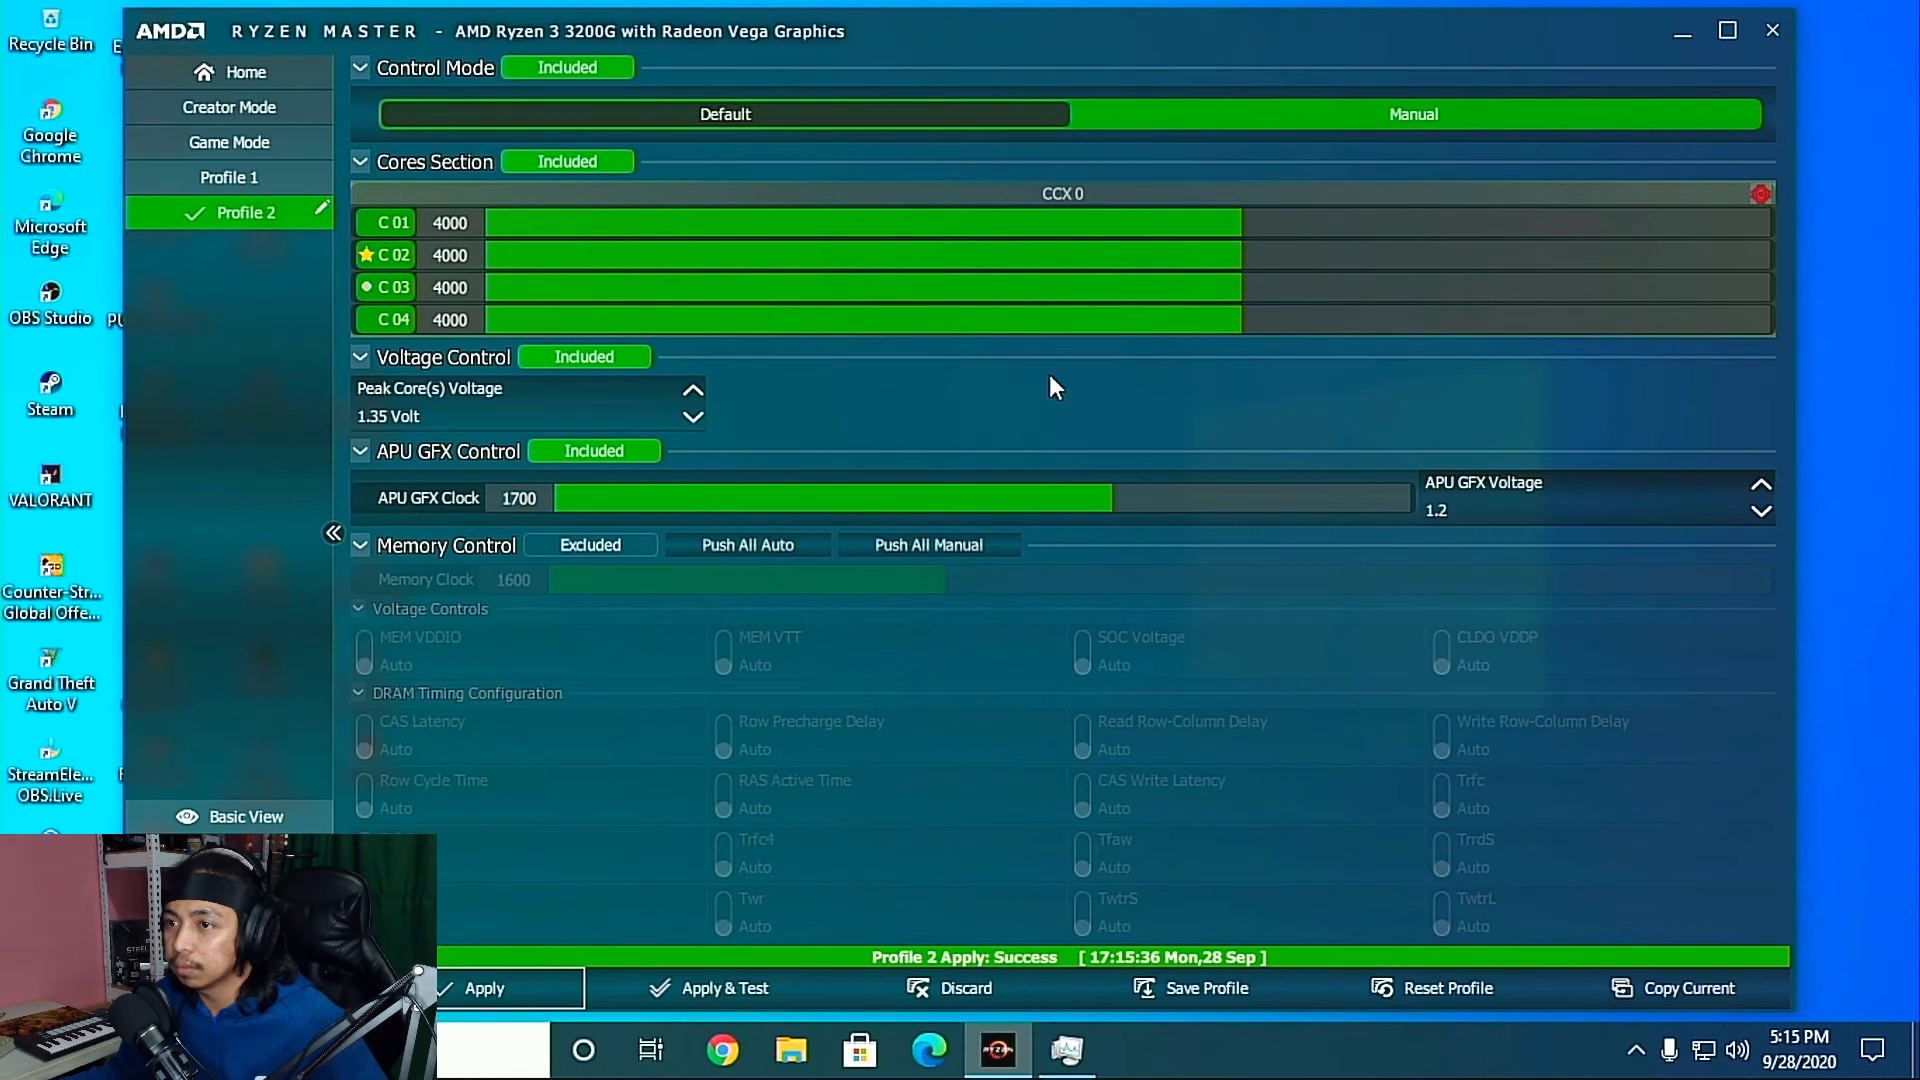 Recycle Bin
E
Google
Chrome
Microsoft
Edge
OBS Studio
PU
Steam
VALORANT
Counter-Str...
Global Offe...
Grand Theft
Auto V
StreamEle...
OBS.Live
AMD RYZEN MASTER - AMD Ryzen 3 3200G with Radeon Vega Graphics
Home
Creator Mode
Game Mode
Profile 1
Profile 2
Basic View
Control Mode Included
Default Manual
Cores Section Included
CCX 0
C 01 4000
C 02 4000
C 03 4000
C 04 4000
Voltage Control Included
Peak Core(s) Voltage
1.35 Volt
APU GFX Control Included
APU GFX Clock 1700
APU GFX Voltage
1.2
Memory Control Excluded Push All Auto Push All Manual
Memory Clock 1600
Voltage Controls
MEM VDDIO MEM VTT SOC Voltage CLDO VDDP
Auto Auto Auto Auto
DRAM Timing Configuration
CAS Latency Row Precharge Delay Read Row-Column Delay Write Row-Column Delay
Auto Auto Auto Auto
Row Cycle Time RAS Active Time CAS Write Latency Trfc
Auto Auto Auto Auto
Trfc4 Tfaw TrrdS
Auto Auto Auto
Twr TwtrS TwtrL
Auto Auto Auto
Profile 2 Apply: Success [ 17:15:36 Mon,28 Sep ]
Apply Apply & Test Discard Save Profile Reset Profile Copy Current
RYZEN
5:15 PM
9/28/2020